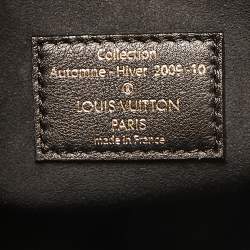 Collection
Automne - Hiver 2009 -10
LOUIS VUITTON
PARIS
made in France